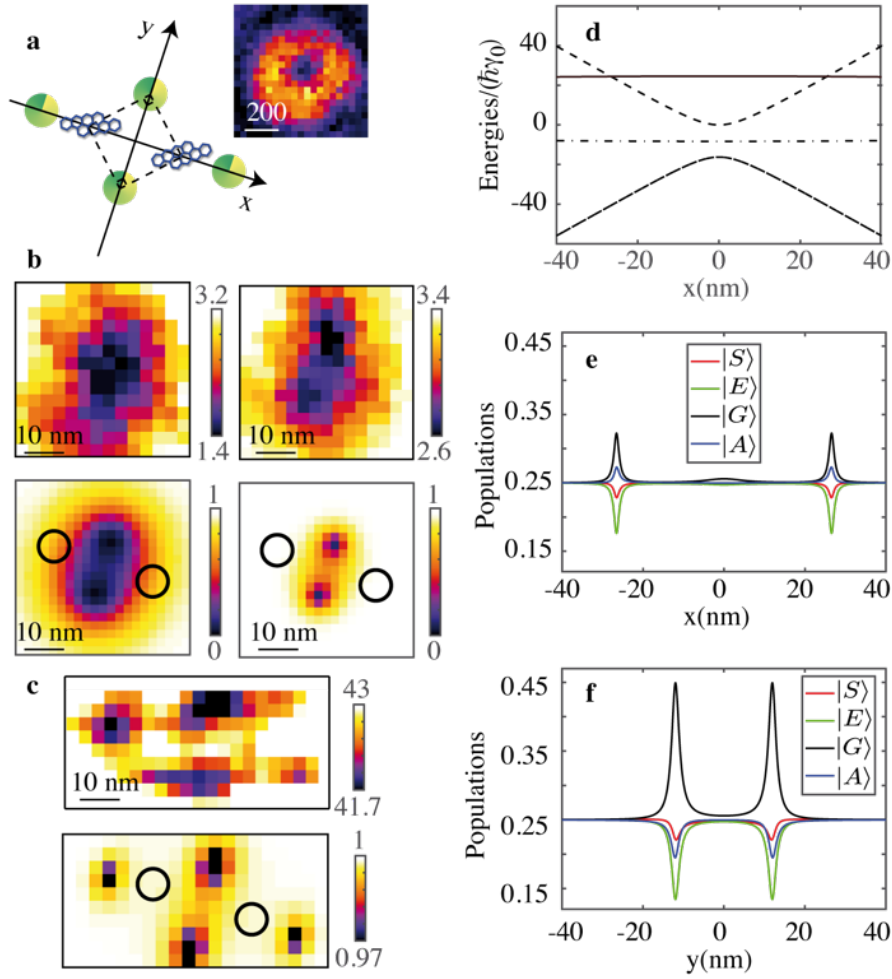 a
y
x
200
b
3.2
1.4
10 nm
3.4
2.6
10 nm
1
0
10 nm
1
0
10 nm
c
43
41.7
10 nm
1
0.97
d
Energies/(ħγ₀)
40
0
-40
-40 -20 0 20 40
x(nm)
e
Populations
0.45
0.35
0.25
0.15
|S⟩
|E⟩
|G⟩
|A⟩
-40 -20 0 20 40
x(nm)
f
Populations
0.45
0.35
0.25
0.15
|S⟩
|E⟩
|G⟩
|A⟩
-40 -20 0 20 40
y(nm)